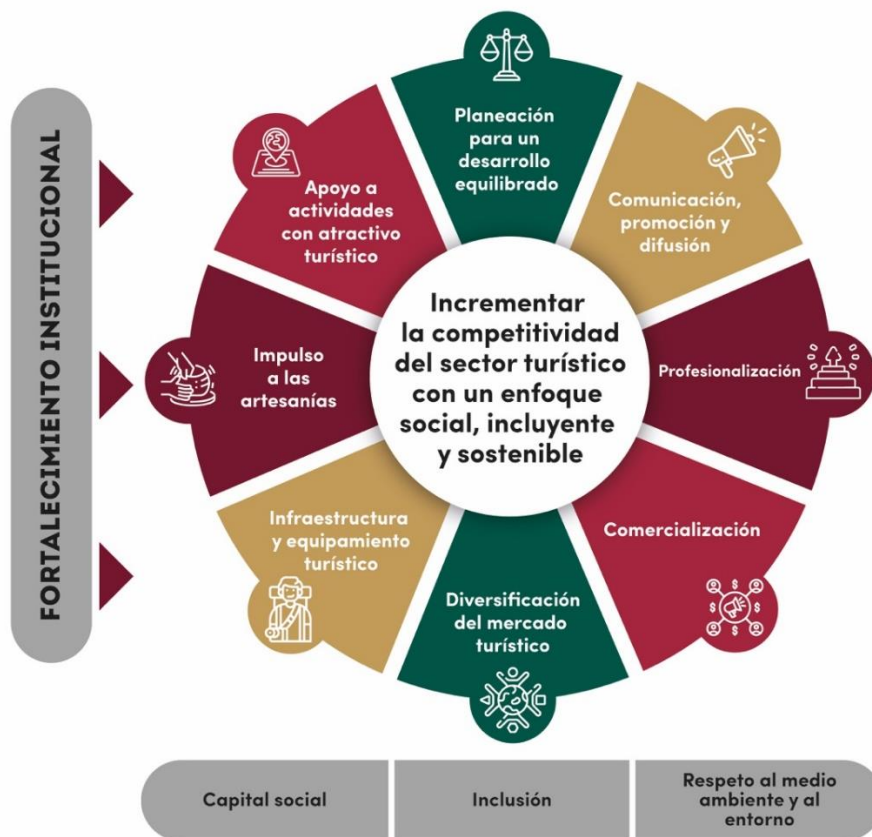 FORTALECIMIENTO INSTITUCIONAL
Planeación
para un
desarrollo
equilibrado
Comunicación,
promoción y
difusión
Profesionalización
Comercialización
Diversificación
del mercado
turístico
Infraestructura
y equipamiento
turístico
Impulso
a las
artesanías
Apoyo a
actividades
con atractivo
turístico
Incrementar
la competitividad
del sector turístico
con un enfoque
social, incluyente
y sostenible
Capital social
Inclusión
Respeto al medio
ambiente y al
entorno